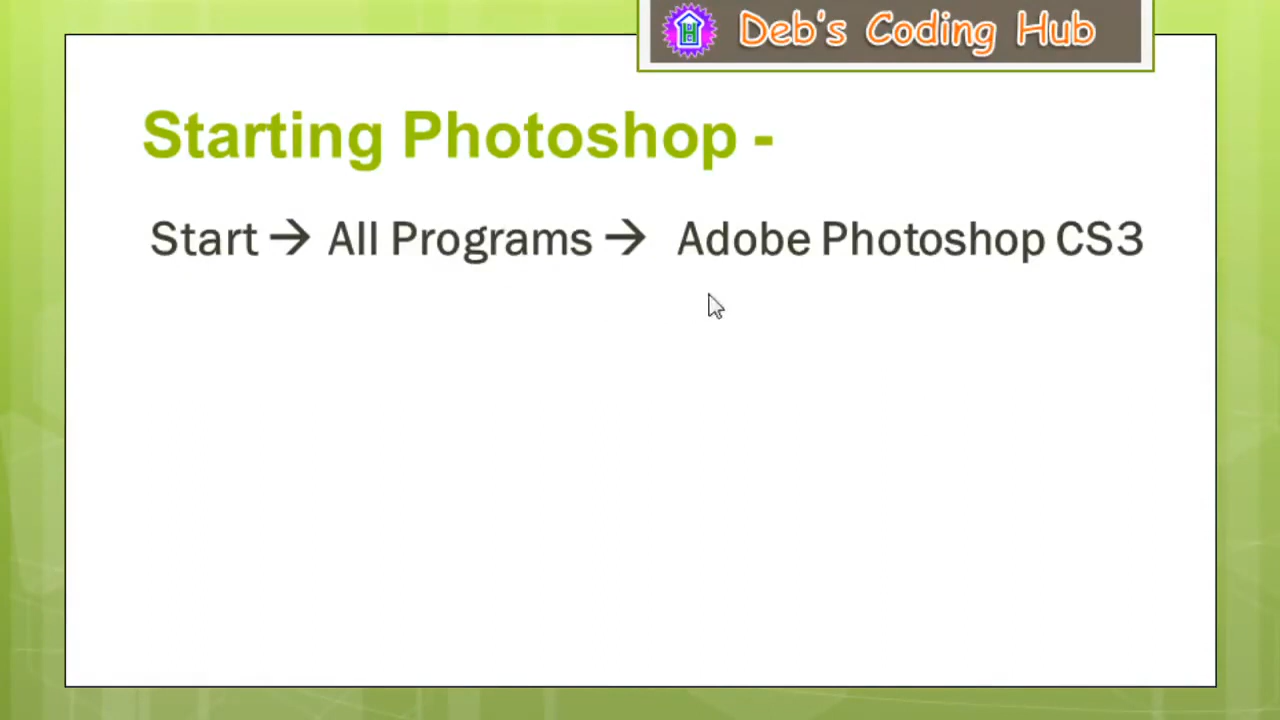 Deb's Coding Hub
Starting Photoshop -
Start → All Programs → Adobe Photoshop CS3